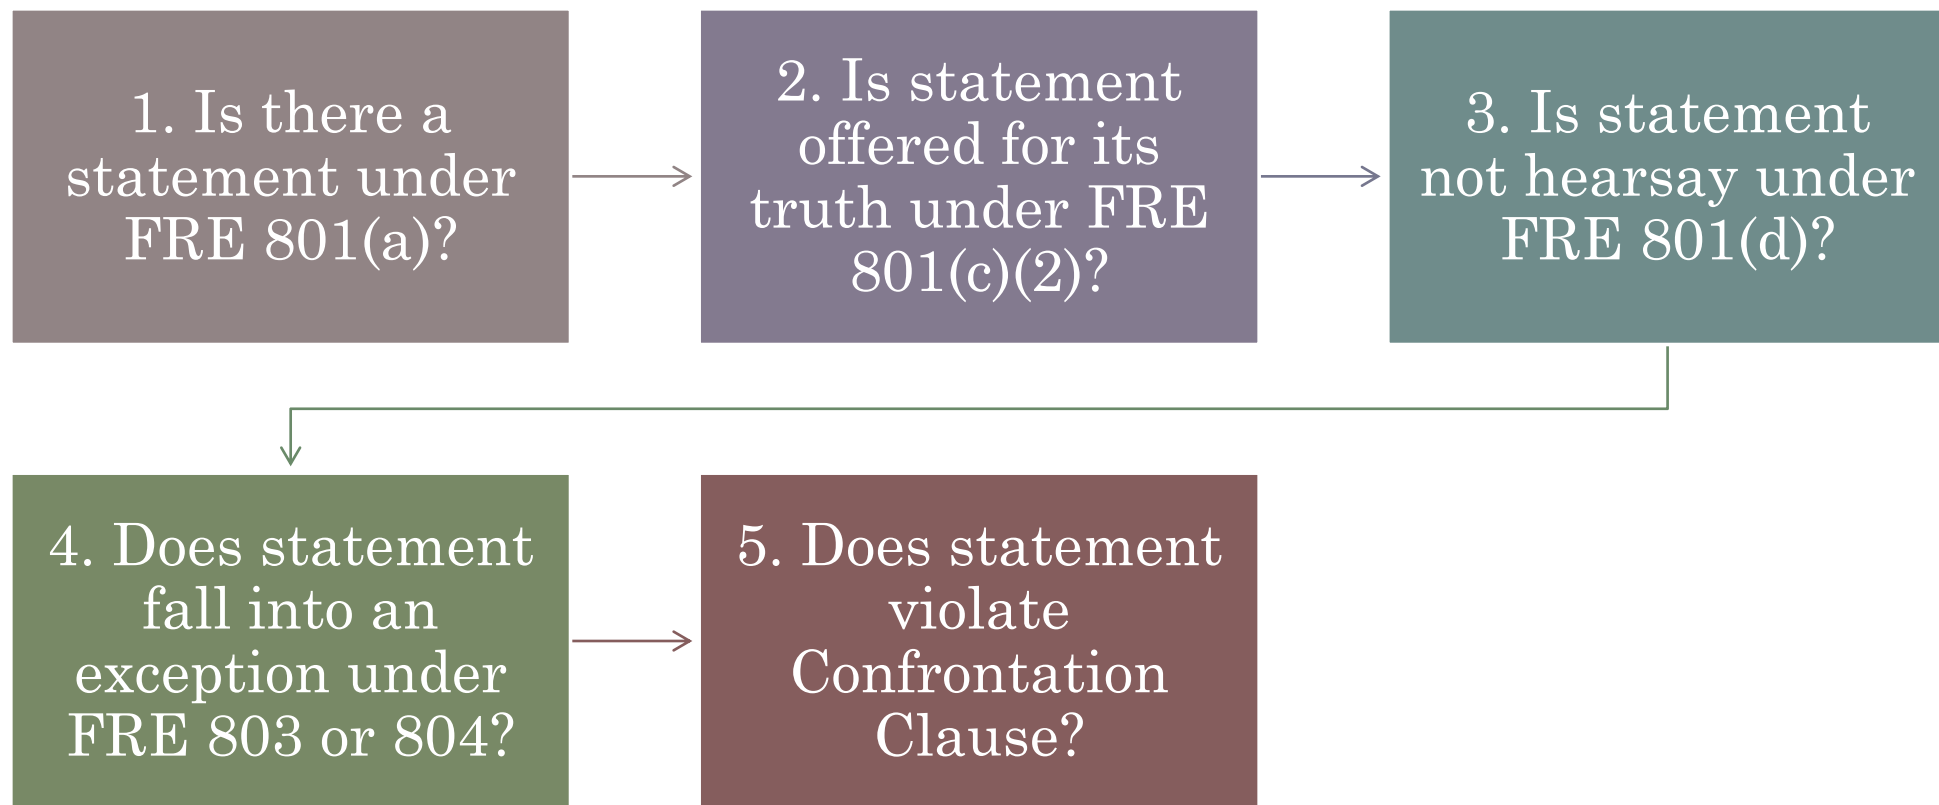 1. Is there a
statement under
FRE 801(a)?
2. Is statement
offered for its
truth under FRE
801(c)(2)?
3. Is statement
not hearsay under
FRE 801(d)?
4. Does statement
fall into an
exception under
FRE 803 or 804?
5. Does statement
violate
Confrontation
Clause?